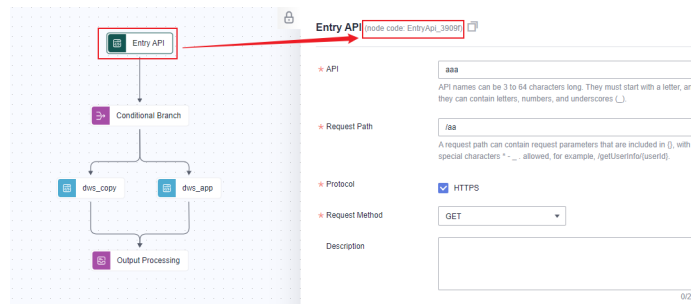 Entry API
Conditional Branch
dws_copy
dws_app
Output Processing
Entry API (node code: EntryApi_3909f)
* API
aaa
API names can be 3 to 64 characters long. They must start with a letter, an
they can contain letters, numbers, and underscores (_).
* Request Path
/aa
A request path can contain request parameters that are included in {}, with
special characters * - _ . allowed, for example, /getUserInfo/{userId}.
* Protocol
HTTPS
* Request Method
GET
Description
0/2